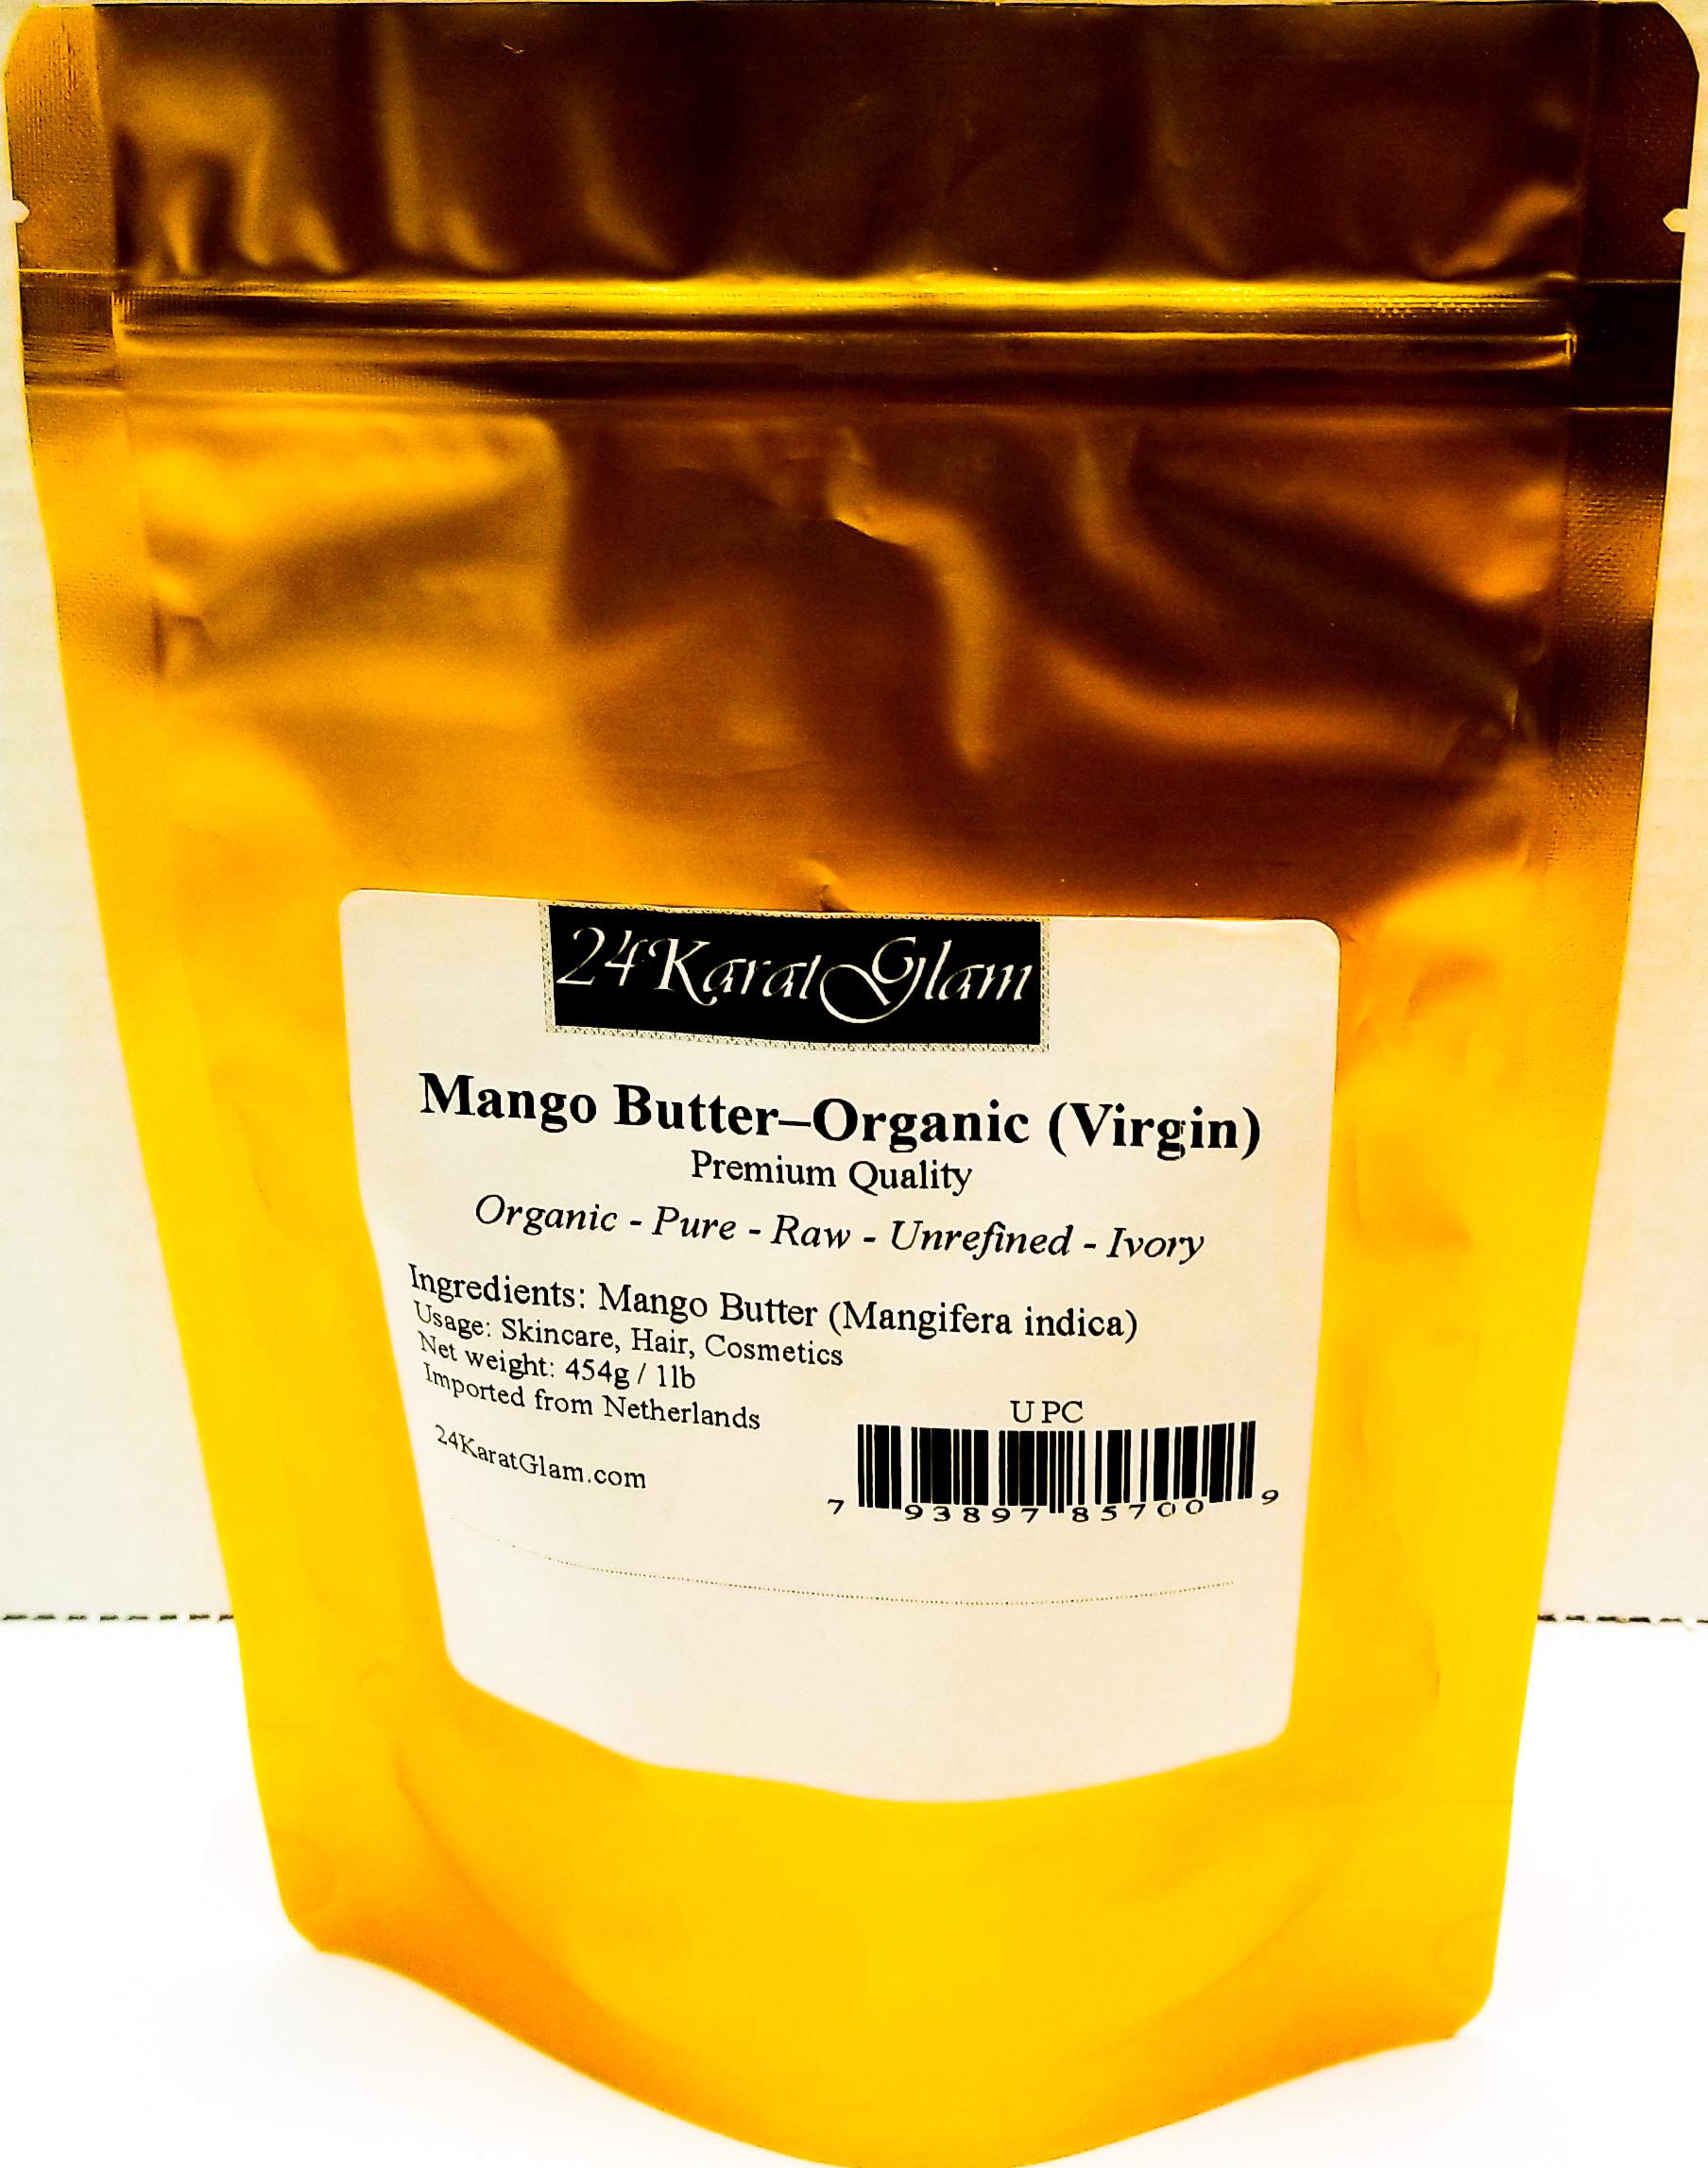 24KaratGlam
Mango Butter–Organic (Virgin)
Premium Quality
Organic - Pure - Raw - Unrefined - Ivory
Ingredients: Mango Butter (Mangifera indica)
Usage: Skincare, Hair, Cosmetics
Net weight: 454g / 1lb
Imported from Netherlands
24KaratGlam.com
UPC
7 93897 85700 9